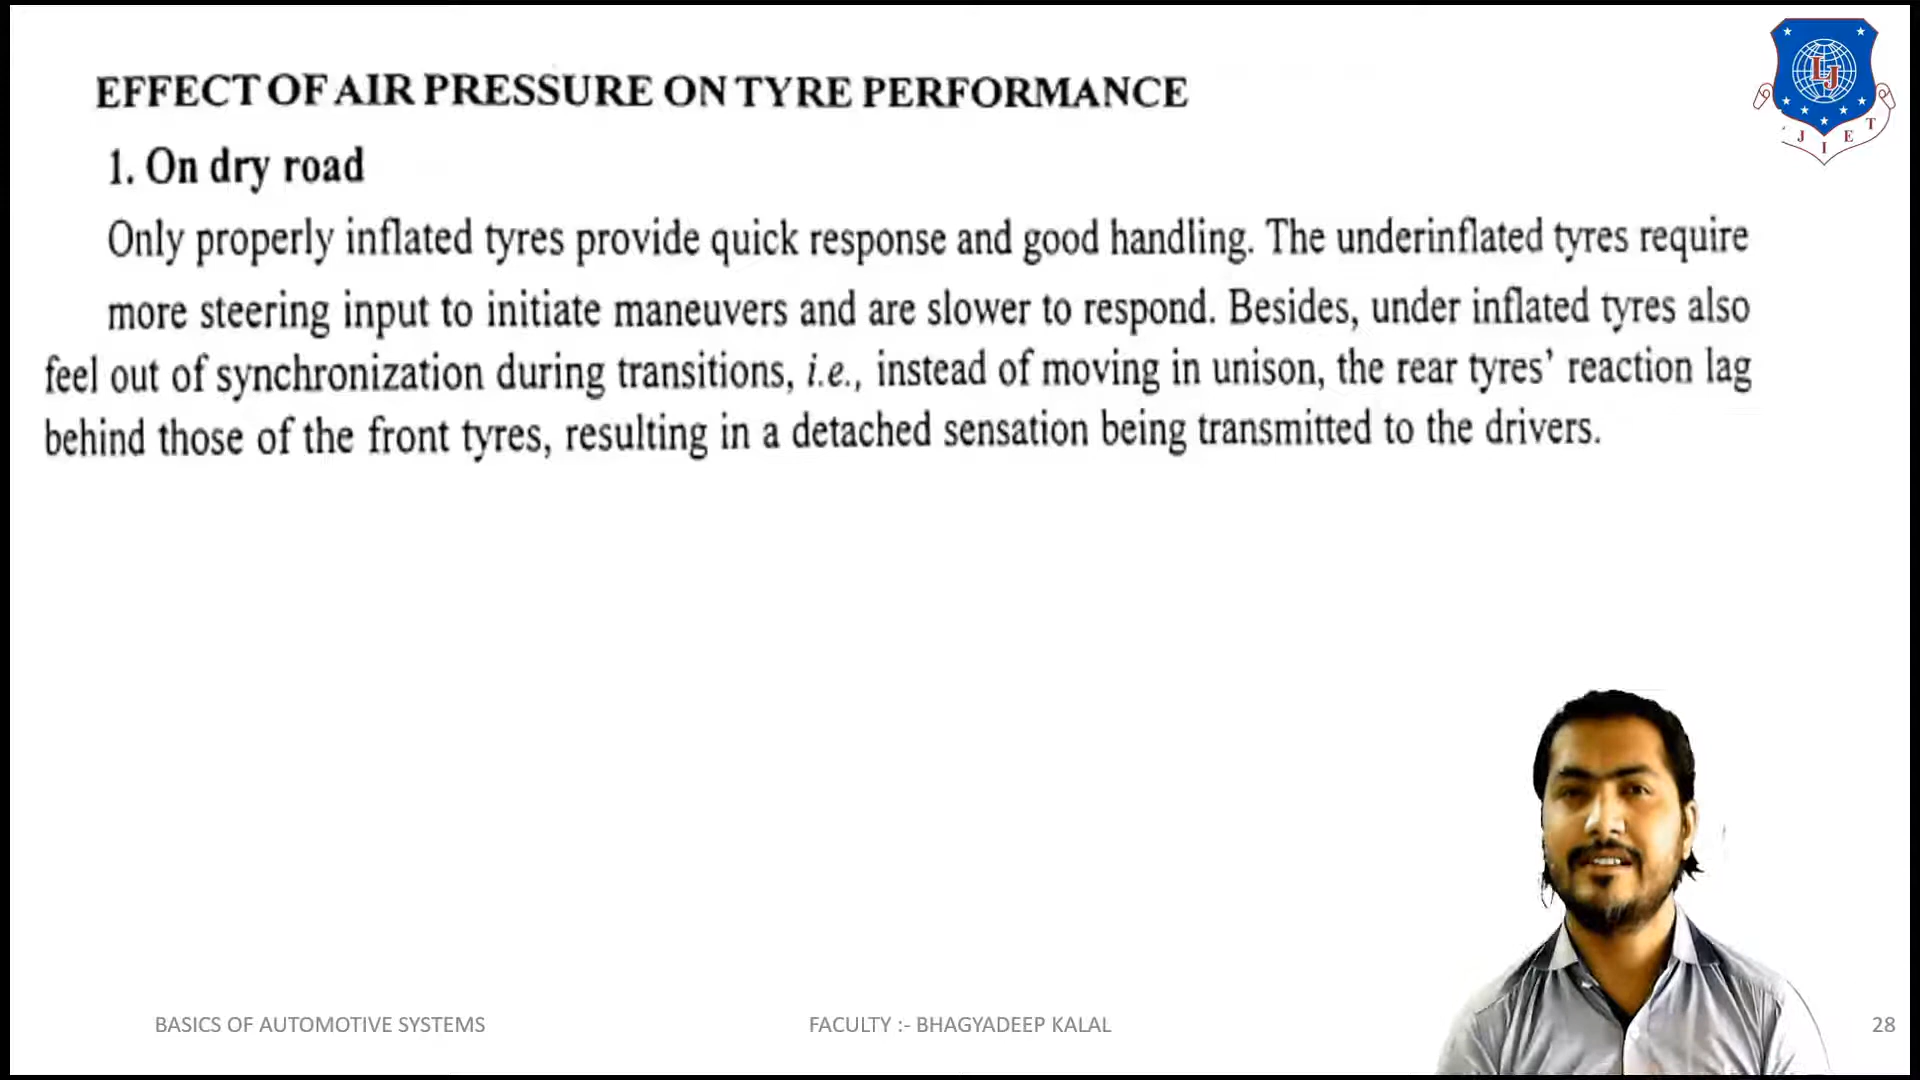 EFFECT OF AIR PRESSURE ON TYRE PERFORMANCE
1. On dry road
Only properly inflated tyres provide quick response and good handling. The underinflated tyres require
more steering input to initiate maneuvers and are slower to respond. Besides, under inflated tyres also
feel out of synchronization during transitions, i.e., instead of moving in unison, the rear tyres’ reaction lag
behind those of the front tyres, resulting in a detached sensation being transmitted to the drivers.
LJ
L J I E T
BASICS OF AUTOMOTIVE SYSTEMS
FACULTY :- BHAGYADEEP KALAL
28